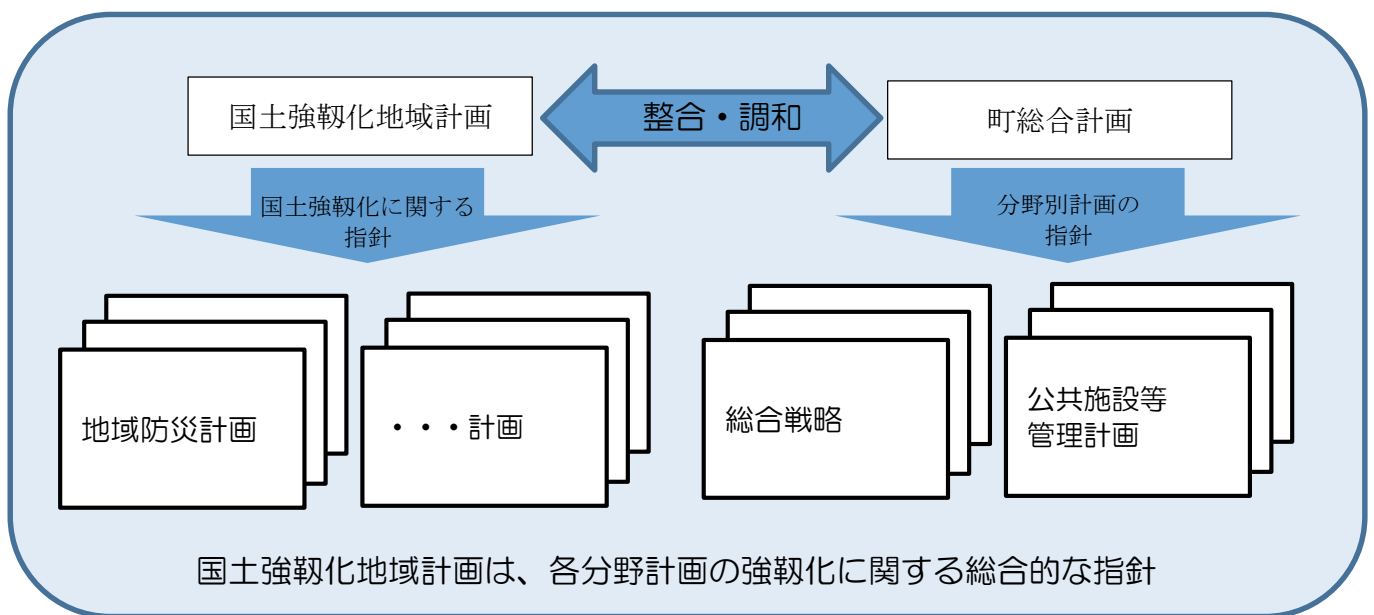 国土強靱化地域計画
整合・調和
町総合計画
国土強靱化に関する
指針
分野別計画の
指針
地域防災計画
・・・計画
総合戦略
公共施設等
管理計画
国土強靱化地域計画は、各分野計画の強靱化に関する総合的な指針